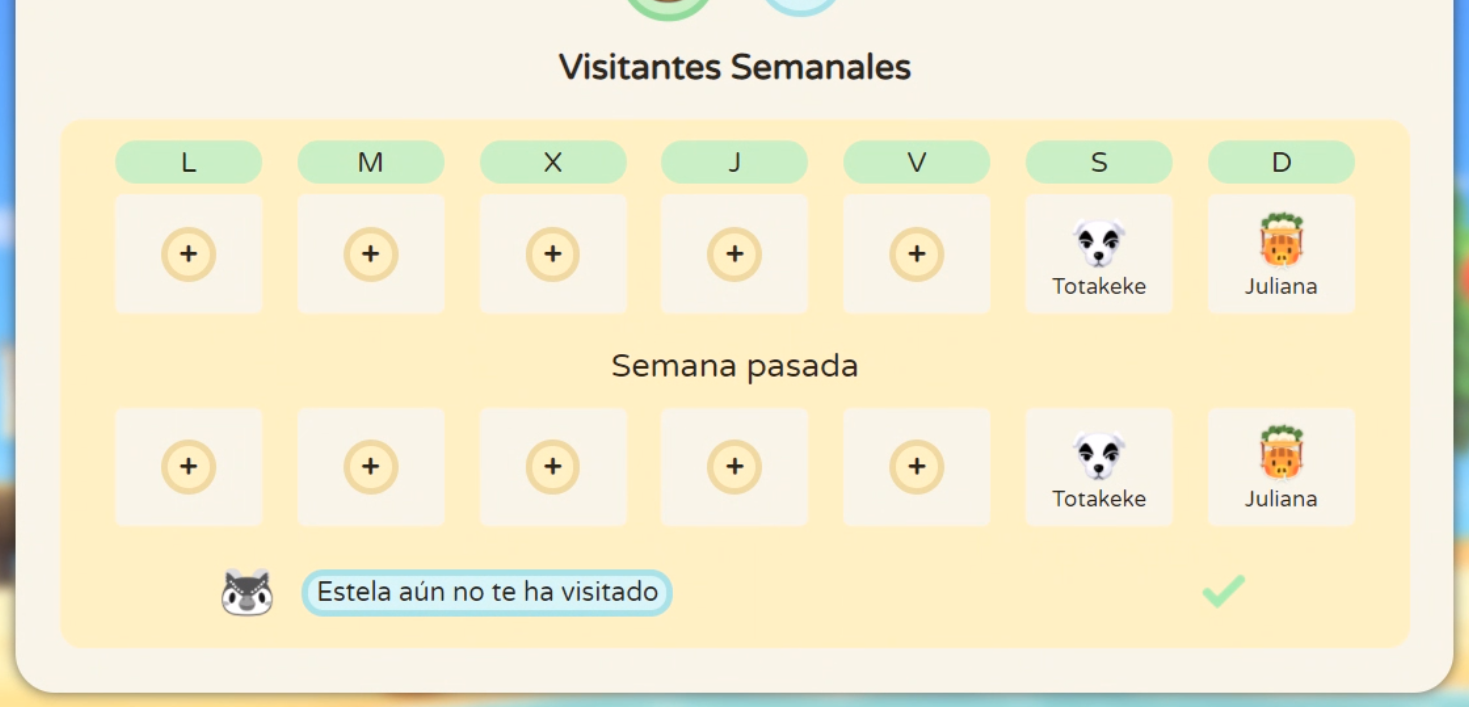 Visitantes Semanales
L M X J V S D
+ + + + +
Totakeke Juliana
Semana pasada
+ + + + +
Totakeke Juliana
Estela aún no te ha visitado